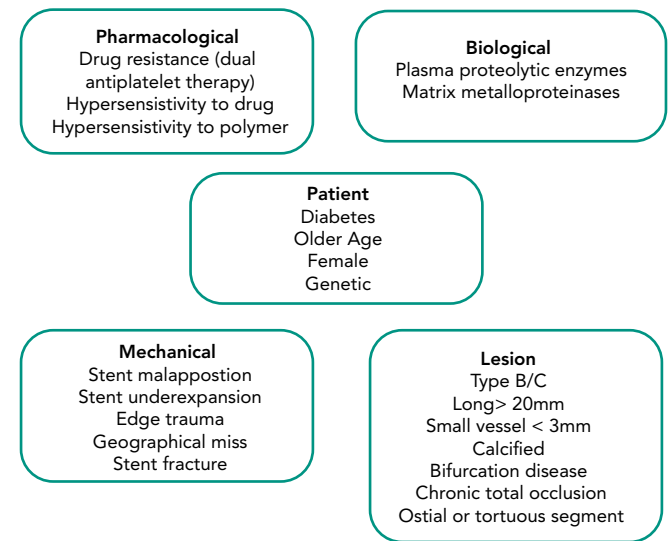 Pharmacological
Drug resistance (dual
antiplatelet therapy)
Hypersensistivity to drug
Hypersensistivity to polymer
Biological
Plasma proteolytic enzymes
Matrix metalloproteinases
Patient
Diabetes
Older Age
Female
Genetic
Mechanical
Stent malappostion
Stent underexpansion
Edge trauma
Geographical miss
Stent fracture
Lesion
Type B/C
Long> 20mm
Small vessel < 3mm
Calcified
Bifurcation disease
Chronic total occlusion
Ostial or tortuous segment